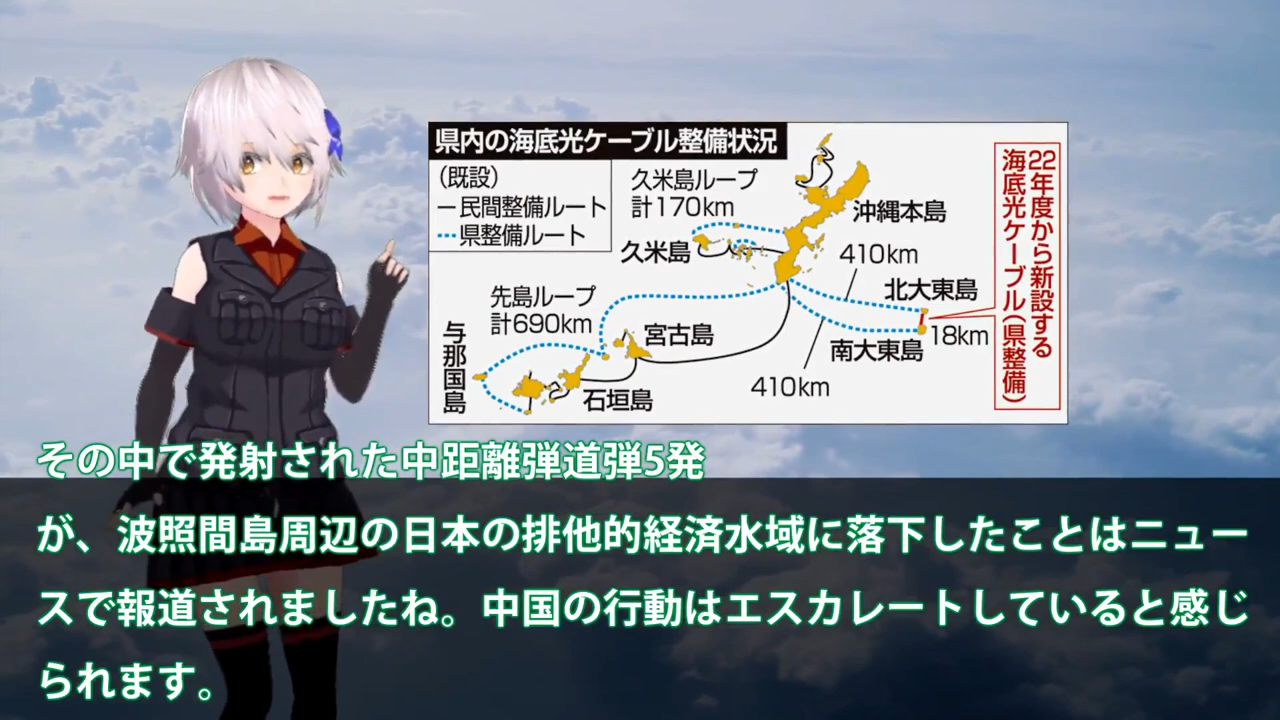 県内の海底光ケーブル整備状況
(既設)
民間整備ルート
県整備ルート
久米島ループ
計170km
久米島
沖縄本島
410km
北大東島
18km
南大東島
410km
先島ループ
計690km
宮古島
与那国島
石垣島
22年度から新設する
海底光ケーブル(県整備)
その中で発射された中距離弾道弾5発
が、波照間島周辺の日本の排他的経済水域に落下したことはニュー
スで報道されましたね。中国の行動はエスカレートしていると感じ
られます。